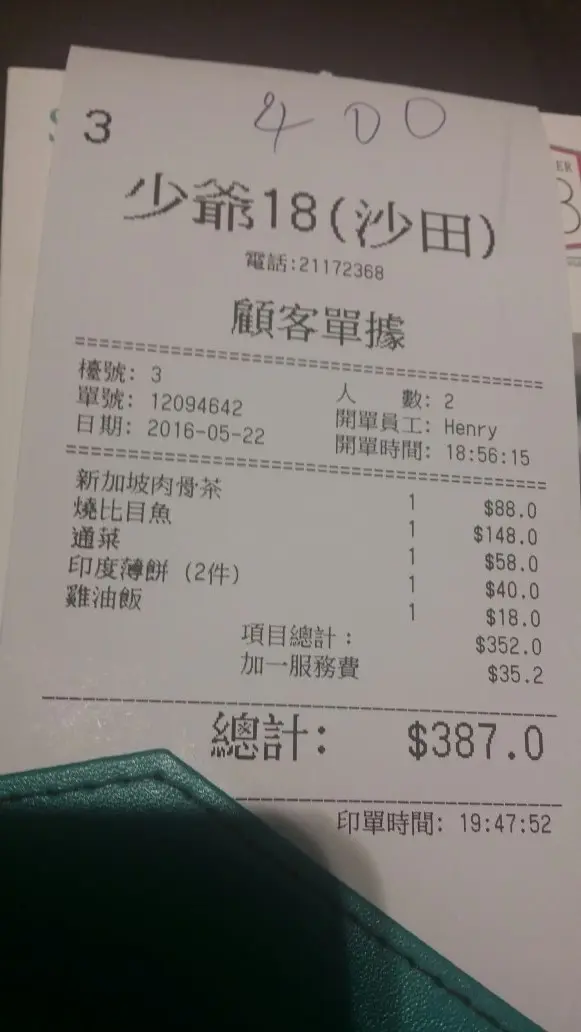 400
3
少爺18(沙田)
電話:21172368
顧客單據
檯號: 3 人 數: 2
單號: 12094642 開單員工: Henry
日期: 2016-05-22 開單時間: 18:56:15
新加坡肉骨茶 1 $88.0
燒比目魚 1 $148.0
通菜 1 $58.0
印度薄餅 (2件) 1 $40.0
雞油飯 1 $18.0
項目總計: $352.0
加一服務費 $35.2
總計: $387.0
印單時間: 19:47:52
ER